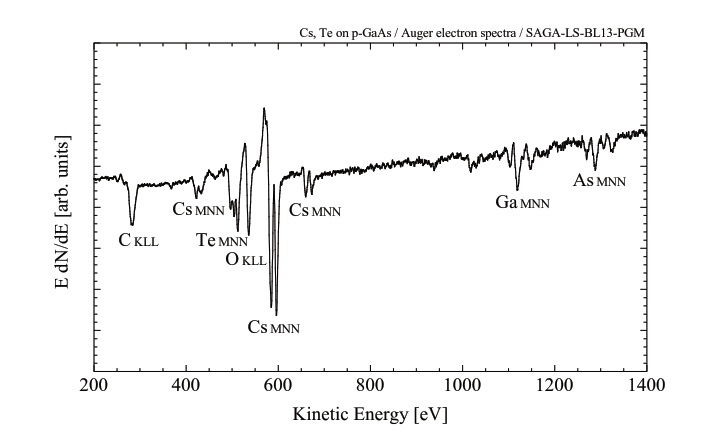 Cs, Te on p-GaAs / Auger electron spectra / SAGA-LS-BL13-PGM
E dN/dE [arb. units]
Cs MNN
C KLL
Te MNN
O KLL
Cs MNN
Cs MNN
Ga MNN
As MNN
200 400 600 800 1000 1200 1400
Kinetic Energy [eV]